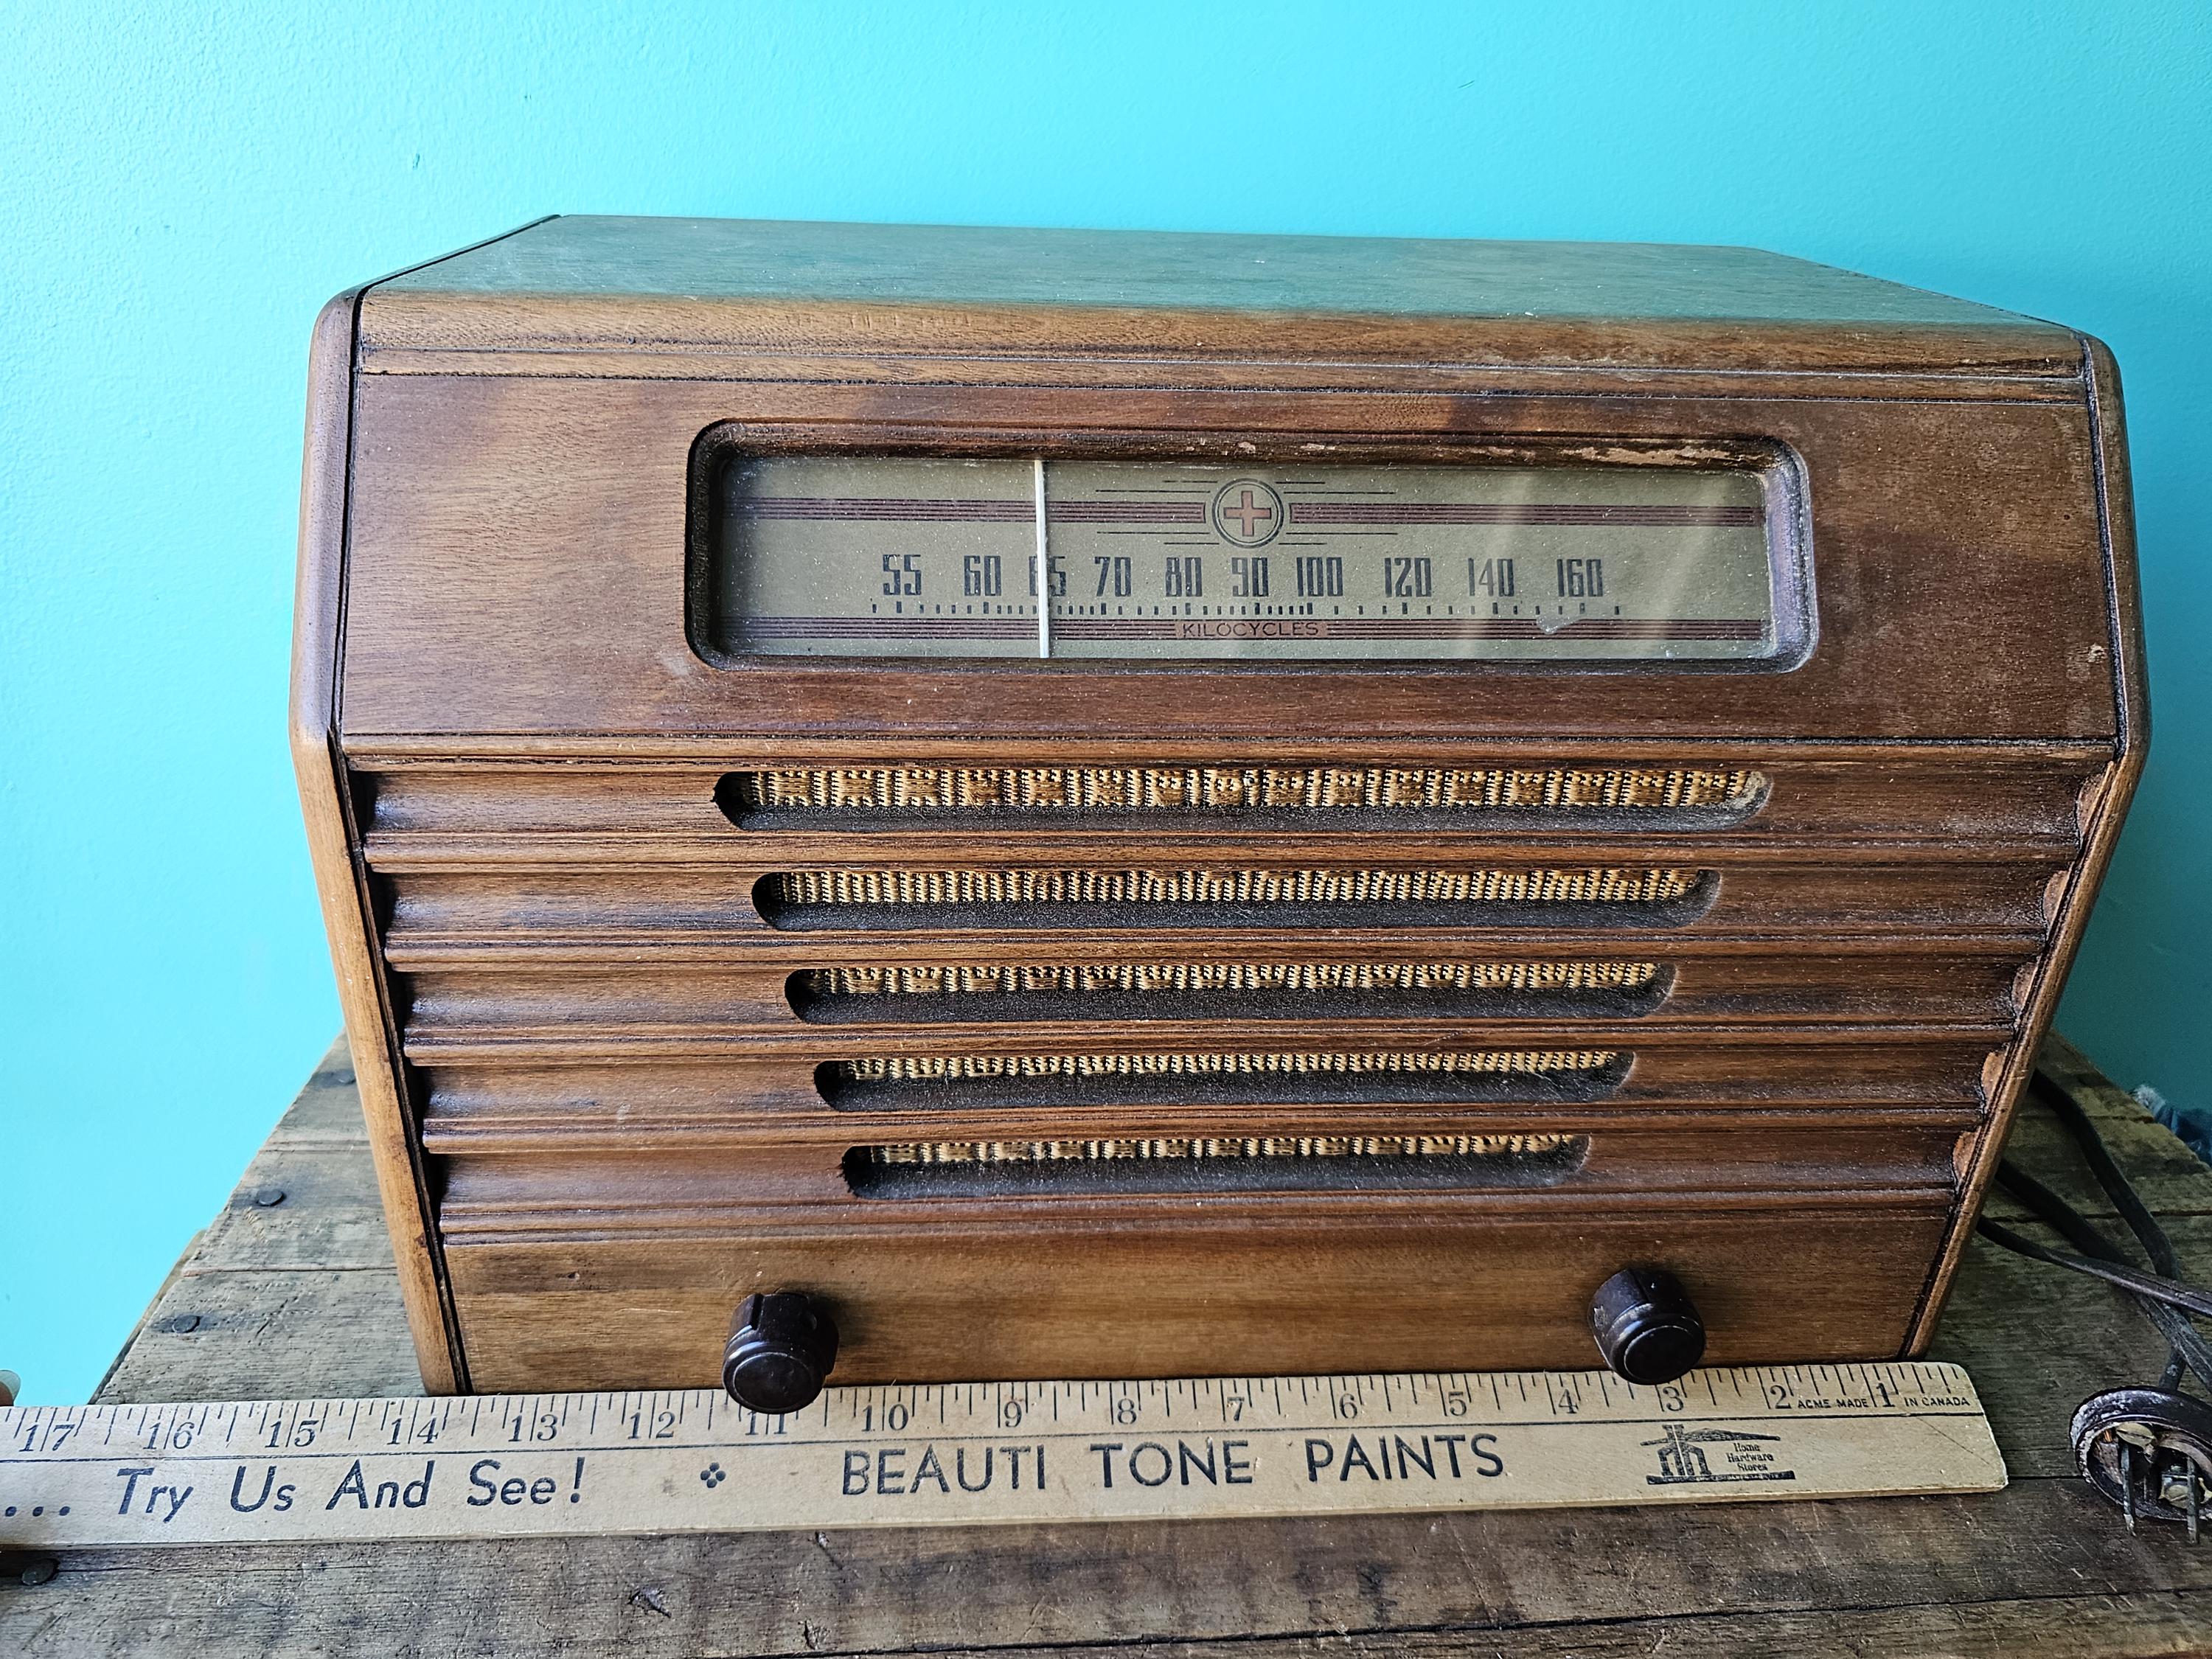 55 60 65 70 80 90 100 120 140 160
KILOCYCLES
17 16 15 14 13 12 11 10 9 8 7 6 5 4 3 2 ACME MADE 1 IN CANADA
... Try Us And See! BEAUTI TONE PAINTS hh Home
Hardware
Stores